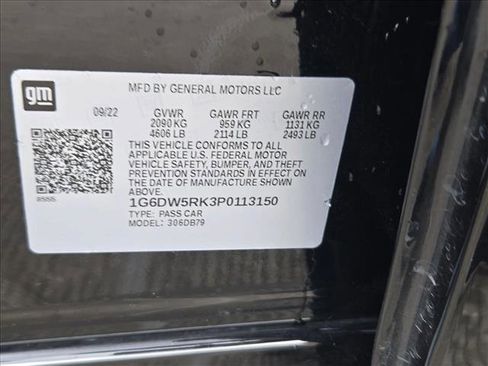 gm
MFD BY GENERAL MOTORS LLC
09/22 GVWR GAWR FRT GAWR RR
2090 KG 959 KG 1131 KG
4606 LB 2114 LB 2493 LB
THIS VEHICLE CONFORMS TO ALL
APPLICABLE U.S. FEDERAL MOTOR
VEHICLE SAFETY, BUMPER, AND THEFT
PREVENTION STANDARDS IN EFFECT ON
THE DATE OF MANUFACTURE SHOWN
ABOVE.
1G6DW5RK3P0113150
TYPE: PASS CAR
MODEL: 306DB79